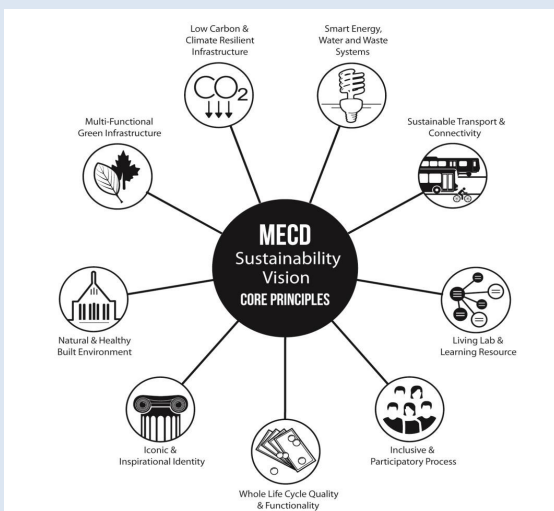 Low Carbon &
Climate Resilient
Infrastructure
Smart Energy,
Water and Waste
Systems
CO2
Multi-Functional
Green Infrastructure
Sustainable Transport &
Connectivity
MECD
Sustainability
Vision
CORE PRINCIPLES
Natural & Healthy
Built Environment
Living Lab &
Learning Resource
Iconic &
Inspirational Identity
Inclusive &
Participatory Process
Whole Life Cycle Quality
& Functionality